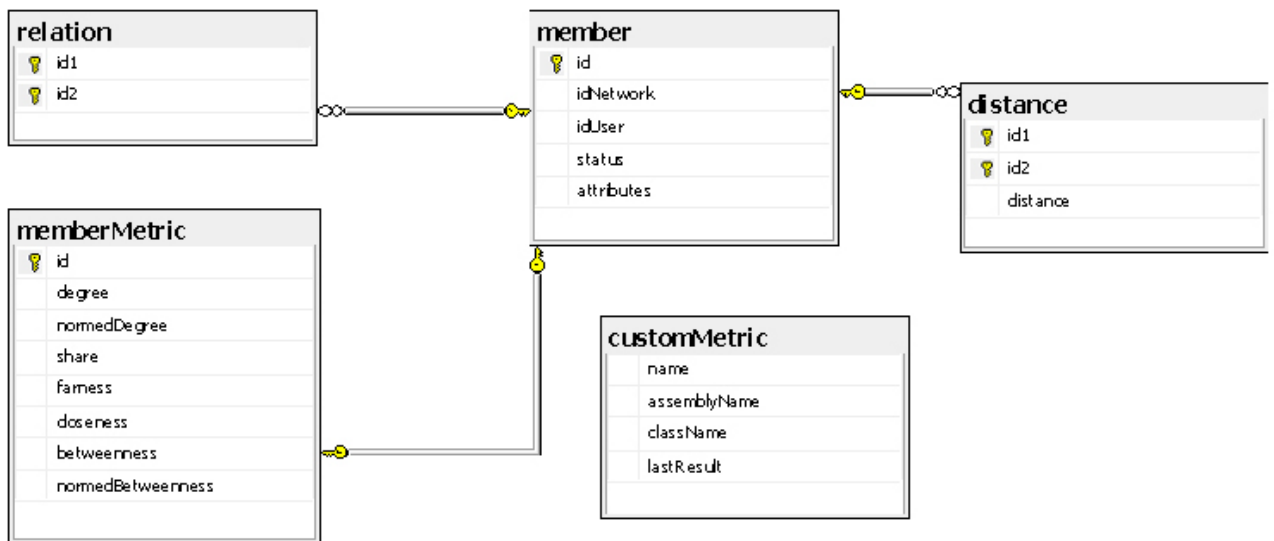 relation
id1
id2
member
id
idNetwork
idUser
status
attributes
distance
id1
id2
distance
memberMetric
id
degree
normedDegree
share
farness
closeness
betweenness
normedBetweenness
customMetric
name
assemblyName
className
lastResult